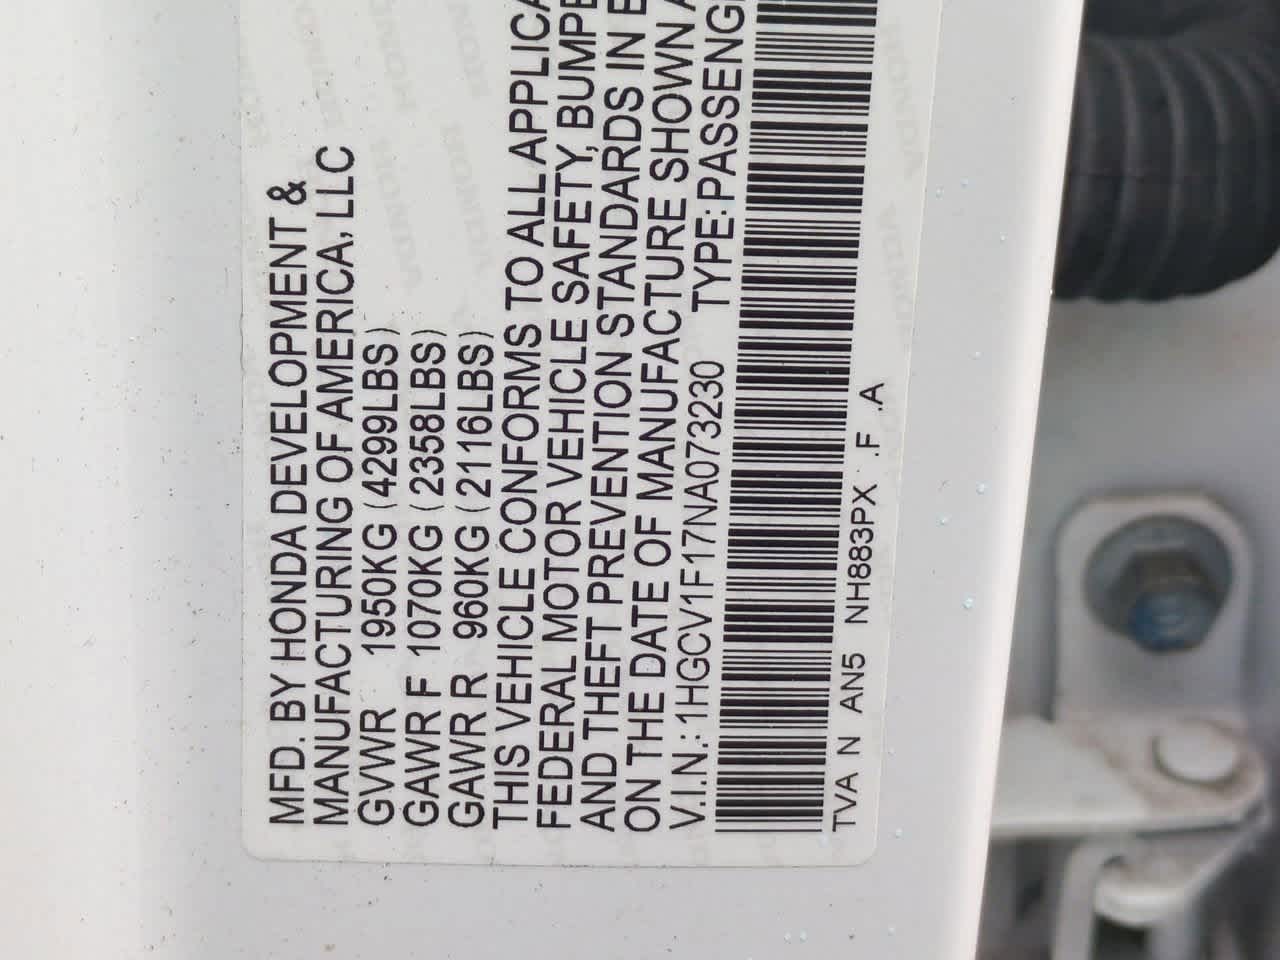 MFD. BY HONDA DEVELOPMENT &
MANUFACTURING OF AMERICA, LLC
GVWR 1950KG (4299LBS)
GAWR F 1070KG (2358LBS)
GAWR R 960KG (2116LBS)
THIS VEHICLE CONFORMS TO ALL APPLICA
FEDERAL MOTOR VEHICLE SAFETY, BUMPE
AND THEFT PREVENTION STANDARDS IN E
ON THE DATE OF MANUFACTURE SHOWN A
V.I.N.: 1HGCV1F17NA073230 TYPE: PASSENG
TVA N AN5 NH883PX .F .A